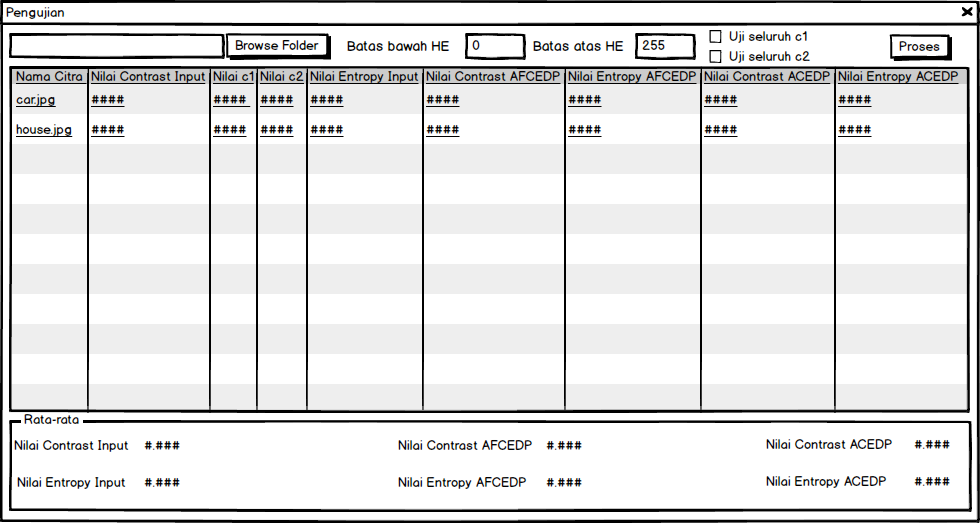 Pengujian
Browse Folder Batas bawah HE 0 Batas atas HE 255 Uji seluruh c1 Proses
Uji seluruh c2
Nama Citra Nilai Contrast Input Nilai c1 Nilai c2 Nilai Entropy Input Nilai Contrast AFCEDP Nilai Entropy AFCEDP Nilai Contrast ACEDP Nilai Entropy ACEDP
car.jpg #### #### #### #### #### #### #### ####
house.jpg #### #### #### #### #### #### #### ####
Rata-rata
Nilai Contrast Input #.### Nilai Contrast AFCEDP #.### Nilai Contrast ACEDP #.###
Nilai Entropy Input #.### Nilai Entropy AFCEDP #.### Nilai Entropy ACEDP #.###